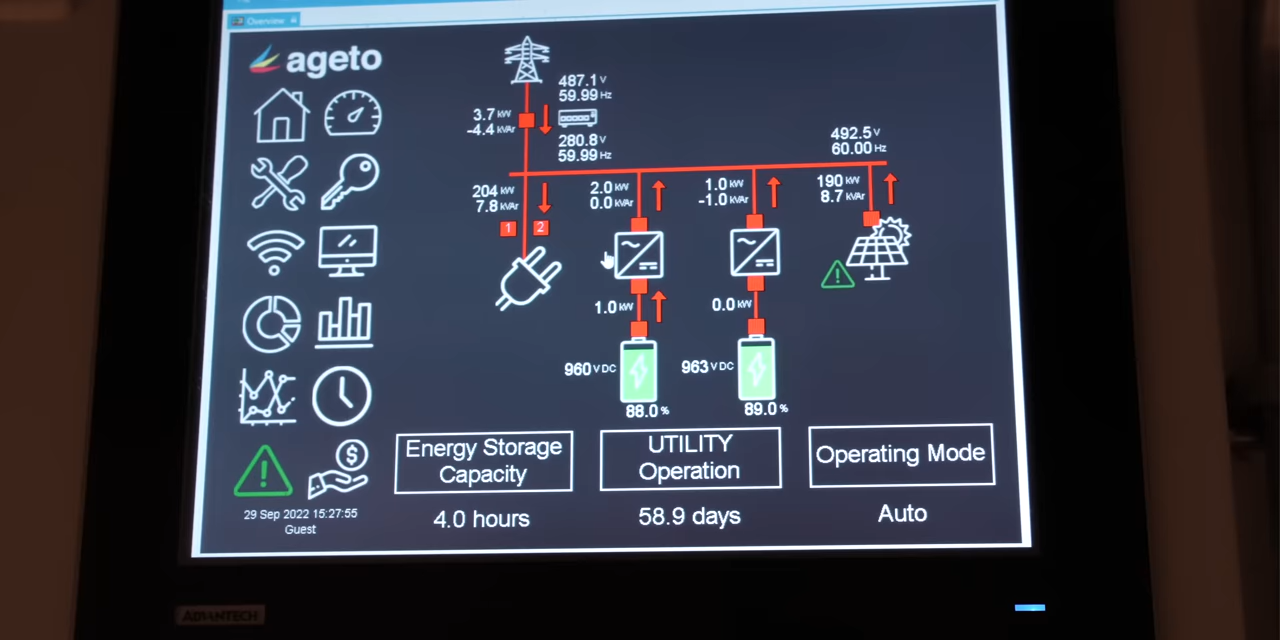 Overview
ageto
487.1 V
59.99 Hz
3.7 kW
-4.4 kVAr
280.8 V
59.99 Hz
492.5 V
60.00 Hz
204 kW
7.8 kVAr
2.0 kW
0.0 kVAr
1.0 kW
-1.0 kVAr
190 kW
8.7 kVAr
1
2
1.0 kW
0.0 kW
960 V DC
963 V DC
88.0 %
89.0 %
Energy Storage
Capacity
UTILITY
Operation
Operating Mode
4.0 hours
58.9 days
Auto
29 Sep 2022 15:27:55
Guest
ADVANTECH